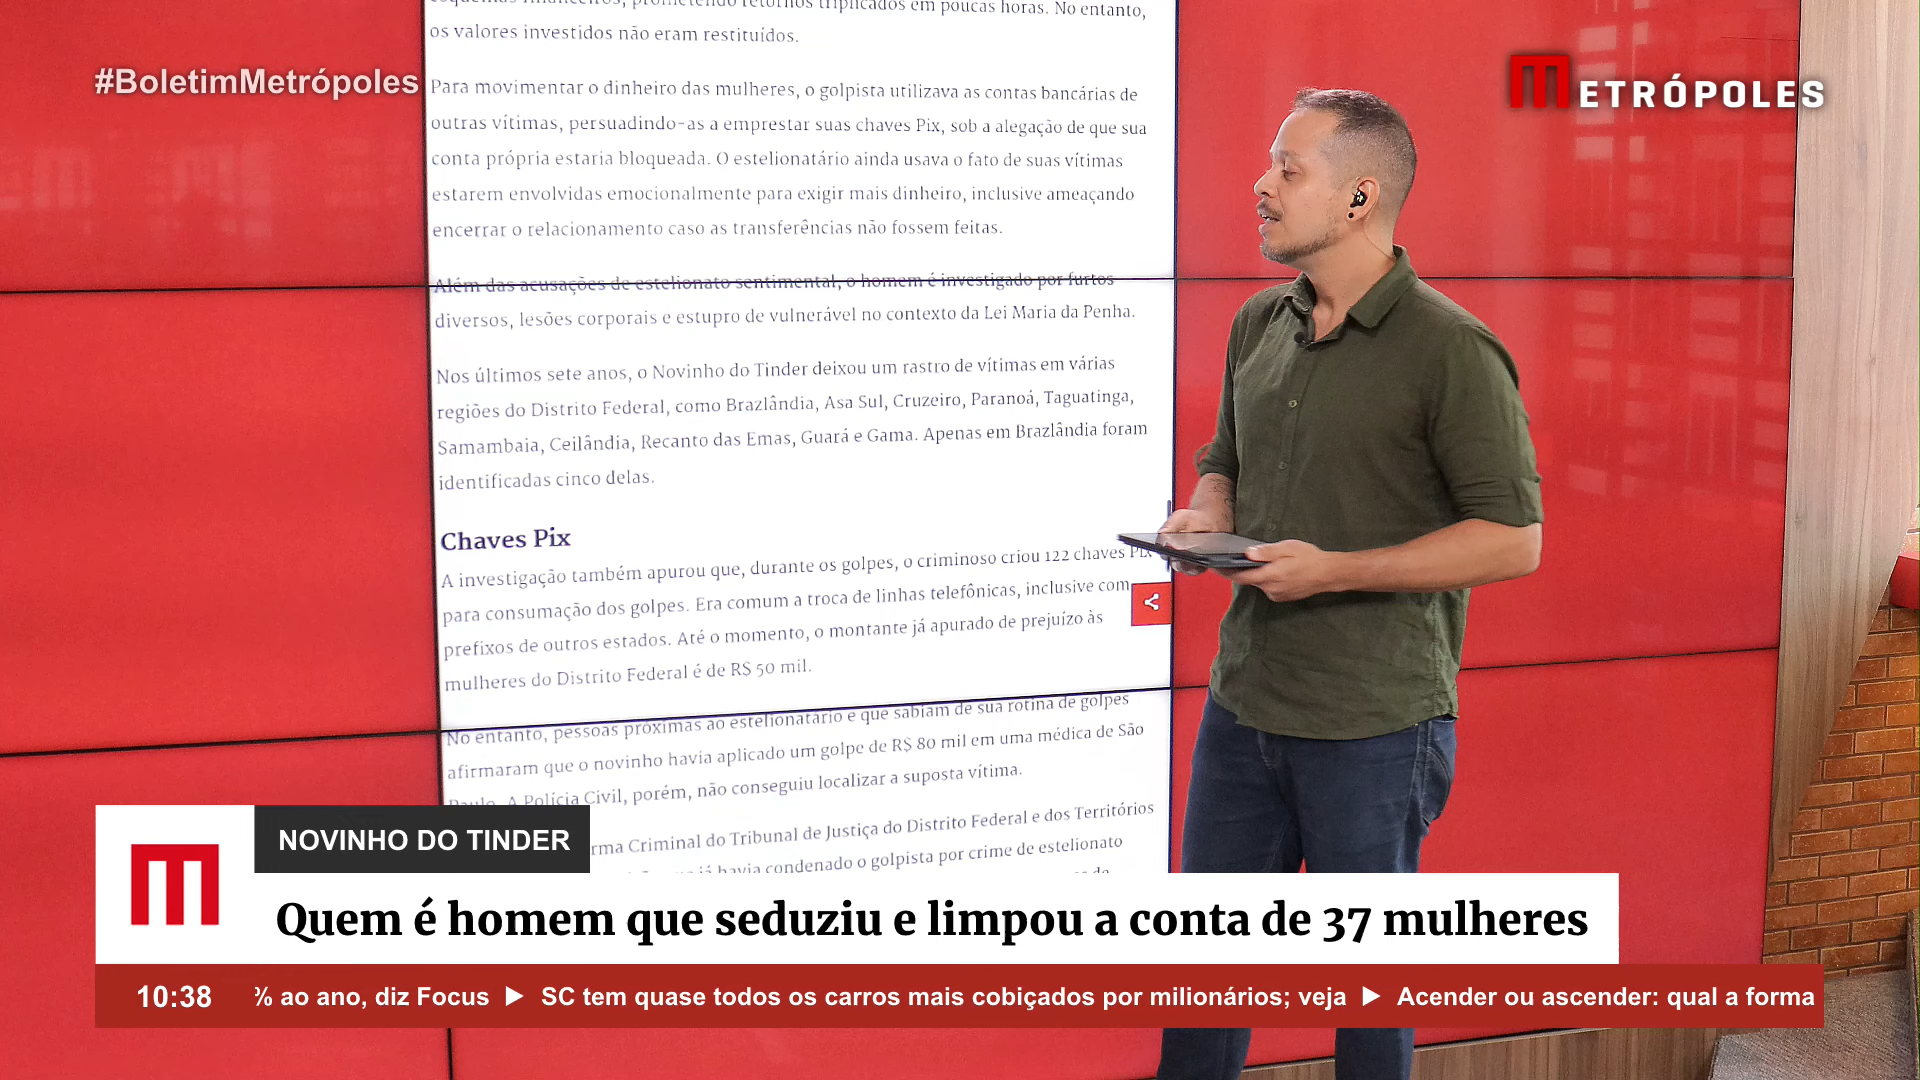 esquemas financeiros, prometendo retornos triplicados em poucas horas. No entanto,
os valores investidos não eram restituídos.
#BoletimMetrópoles
METRÓPOLES
Para movimentar o dinheiro das mulheres, o golpista utilizava as contas bancárias de
outras vítimas, persuadindo-as a emprestar suas chaves Pix, sob a alegação de que sua
conta própria estaria bloqueada. O estelionatário ainda usava o fato de suas vítimas
estarem envolvidas emocionalmente para exigir mais dinheiro, inclusive ameaçando
encerrar o relacionamento caso as transferências não fossem feitas.
Além das acusações de estelionato sentimental, o homem é investigado por furtos
diversos, lesões corporais e estupro de vulnerável no contexto da Lei Maria da Penha.
Nos últimos sete anos, o Novinho do Tinder deixou um rastro de vítimas em várias
regiões do Distrito Federal, como Brazlândia, Asa Sul, Cruzeiro, Paranoá, Taguatinga,
Samambaia, Ceilândia, Recanto das Emas, Guará e Gama. Apenas em Brazlândia foram
identificadas cinco delas.
Chaves Pix
A investigação também apurou que, durante os golpes, o criminoso criou 122 chaves Pix
para consumação dos golpes. Era comum a troca de linhas telefônicas, inclusive com
prefixos de outros estados. Até o momento, o montante já apurado de prejuízo às
mulheres do Distrito Federal é de R$ 50 mil.
No entanto, pessoas próximas ao estelionatário e que sabiam de sua rotina de golpes
afirmaram que o novinho havia aplicado um golpe de R$ 80 mil em uma médica de São
Paulo. A Polícia Civil, porém, não conseguiu localizar a suposta vítima.
rma Criminal do Tribunal de Justiça do Distrito Federal e dos Territórios
já havia condenado o golpista por crime de estelionato
de
NOVINHO DO TINDER
M
Quem é homem que seduziu e limpou a conta de 37 mulheres
10:38 % ao ano, diz Focus ▶ SC tem quase todos os carros mais cobiçados por milionários; veja ▶ Acender ou ascender: qual a forma